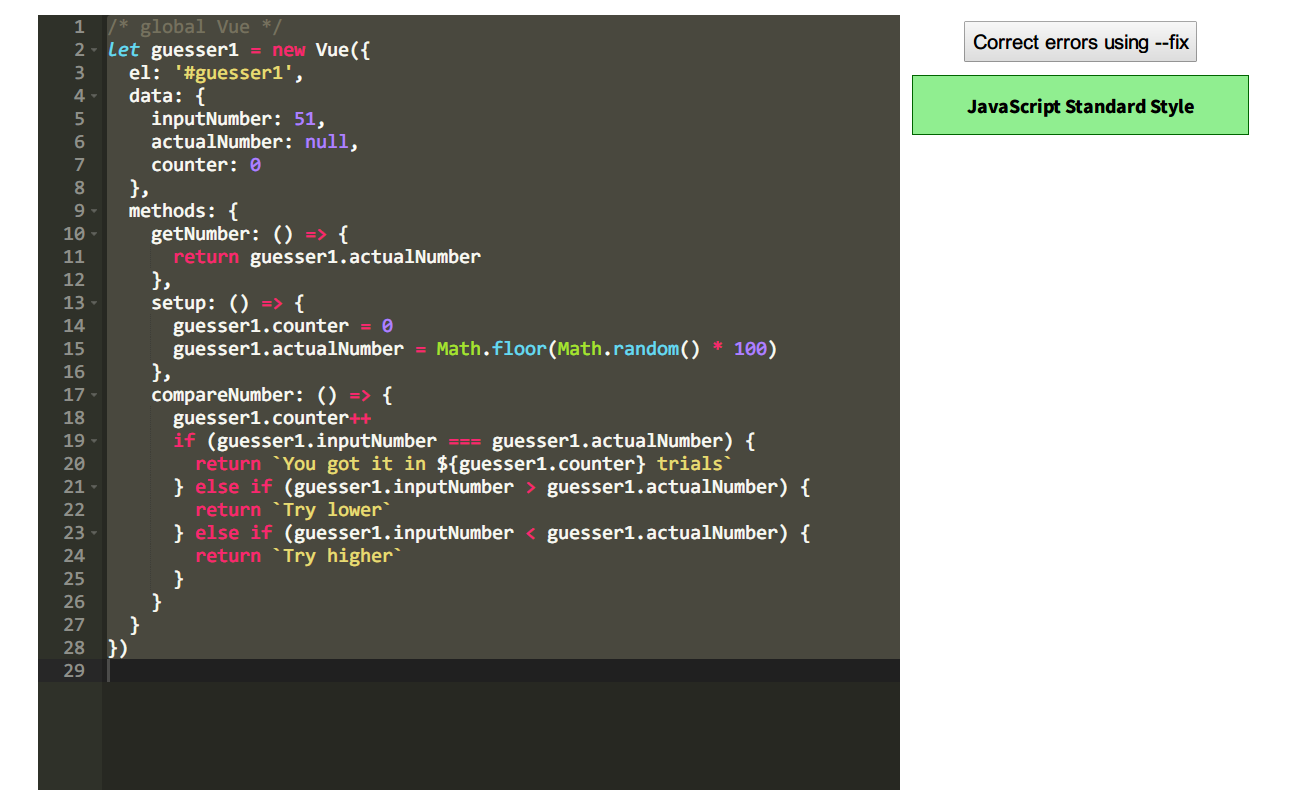 1 /* global Vue */
2 let guesser1 = new Vue({
3   el: '#guesser1',
4   data: {
5     inputNumber: 51,
6     actualNumber: null,
7     counter: 0
8   },
9   methods: {
10     getNumber: () => {
11       return guesser1.actualNumber
12     },
13     setup: () => {
14       guesser1.counter = 0
15       guesser1.actualNumber = Math.floor(Math.random() * 100)
16     },
17     compareNumber: () => {
18       guesser1.counter++
19       if (guesser1.inputNumber === guesser1.actualNumber) {
20         return `You got it in ${guesser1.counter} trials`
21       } else if (guesser1.inputNumber > guesser1.actualNumber) {
22         return `Try lower`
23       } else if (guesser1.inputNumber < guesser1.actualNumber) {
24         return `Try higher`
25       }
26     }
27   }
28 })
29
Correct errors using --fix
JavaScript Standard Style